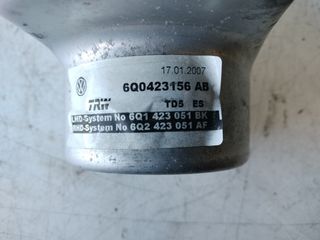 17.01.2007
6Q0423156 AB
TRW TD5 ES
LHD-System No 6Q1 423 051 BK
RHD-System No 6Q2 423 051 AF